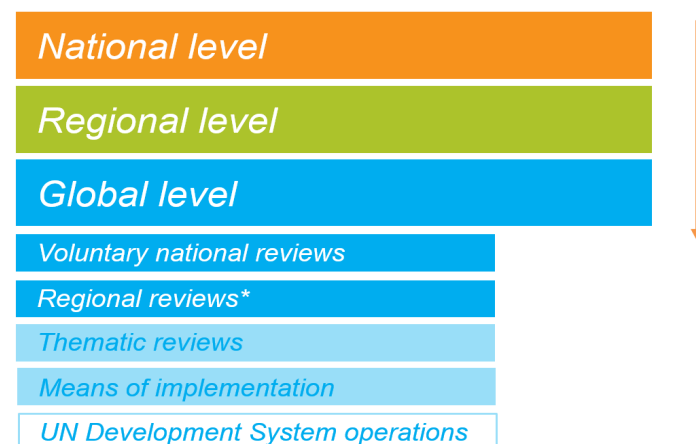 National level
Regional level
Global level
Voluntary national reviews
Regional reviews*
Thematic reviews
Means of implementation
UN Development System operations